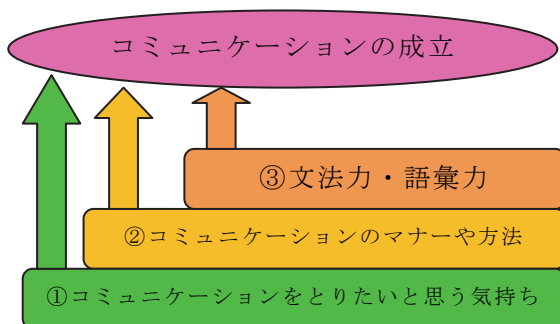 コミュニケーションの成立
③文法力・語彙力
②コミュニケーションのマナーや方法
①コミュニケーションをとりたいと思う気持ち